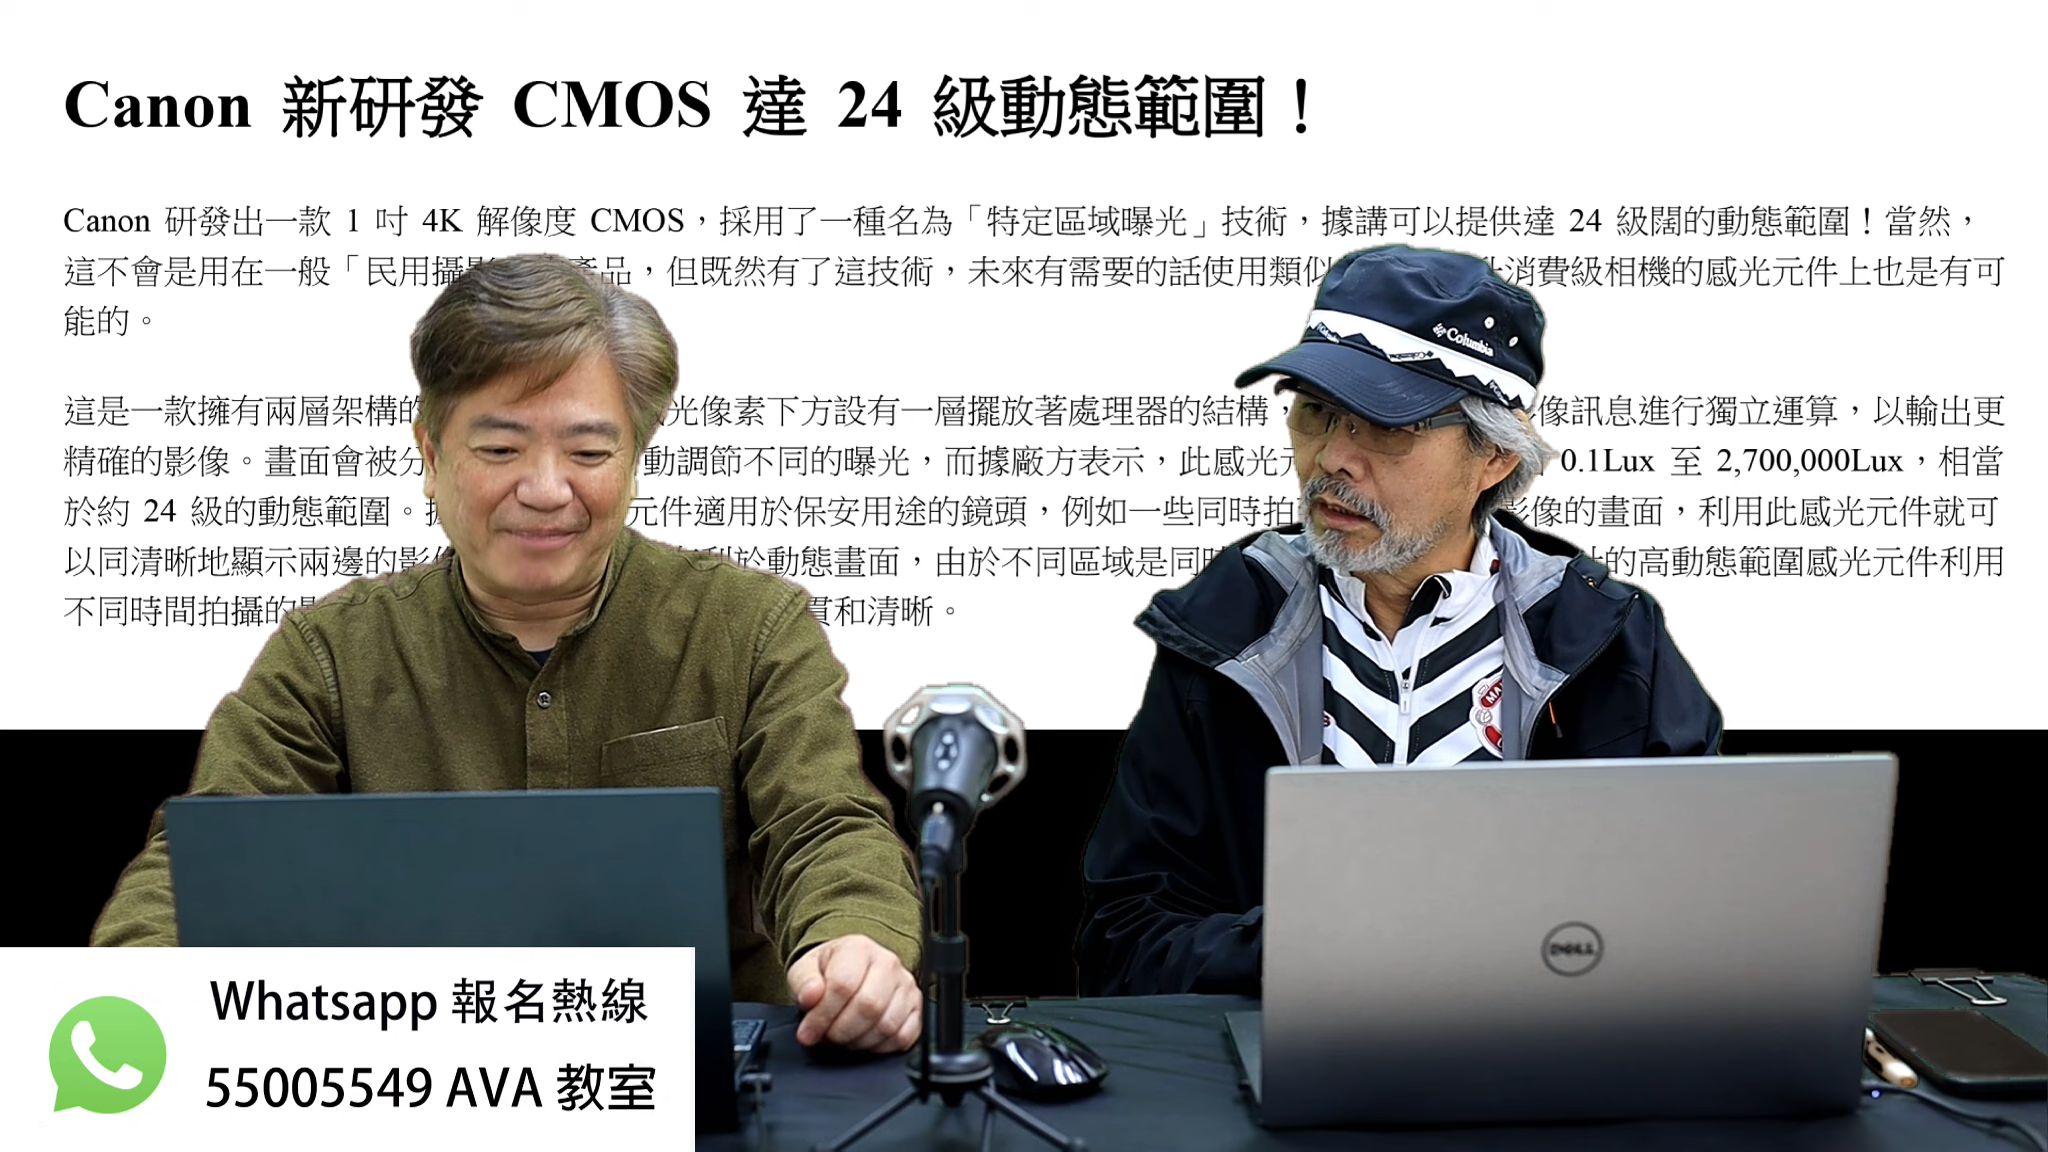 Canon 新研發 CMOS 達 24 級動態範圍！
Canon 研發出一款 1 吋 4K 解像度 CMOS，採用了一種名為「特定區域曝光」技術，據講可以提供達 24 級闊的動態範圍！當然，
這不會是用在一般「民用攝影 產品，但既然有了這技術，未來有需要的話使用類似 消費級相機的感光元件上也是有可
能的。
這是一款擁有兩層架構的 感光像素下方設有一層擺放著處理器的結構， 影像訊息進行獨立運算，以輸出更
精確的影像。畫面會被分 動調節不同的曝光，而據廠方表示，此感光元 0.1Lux 至 2,700,000Lux，相當
於約 24 級的動態範圍。 元件適用於保安用途的鏡頭，例如一些同時拍 影像的畫面，利用此感光元件就可
以同清晰地顯示兩邊的影像 有利於動態畫面，由於不同區域是同時 的高動態範圍感光元件利用
不同時間拍攝的 和清晰。
Columbia
DELL
Whatsapp 報名熱線
55005549 AVA 教室